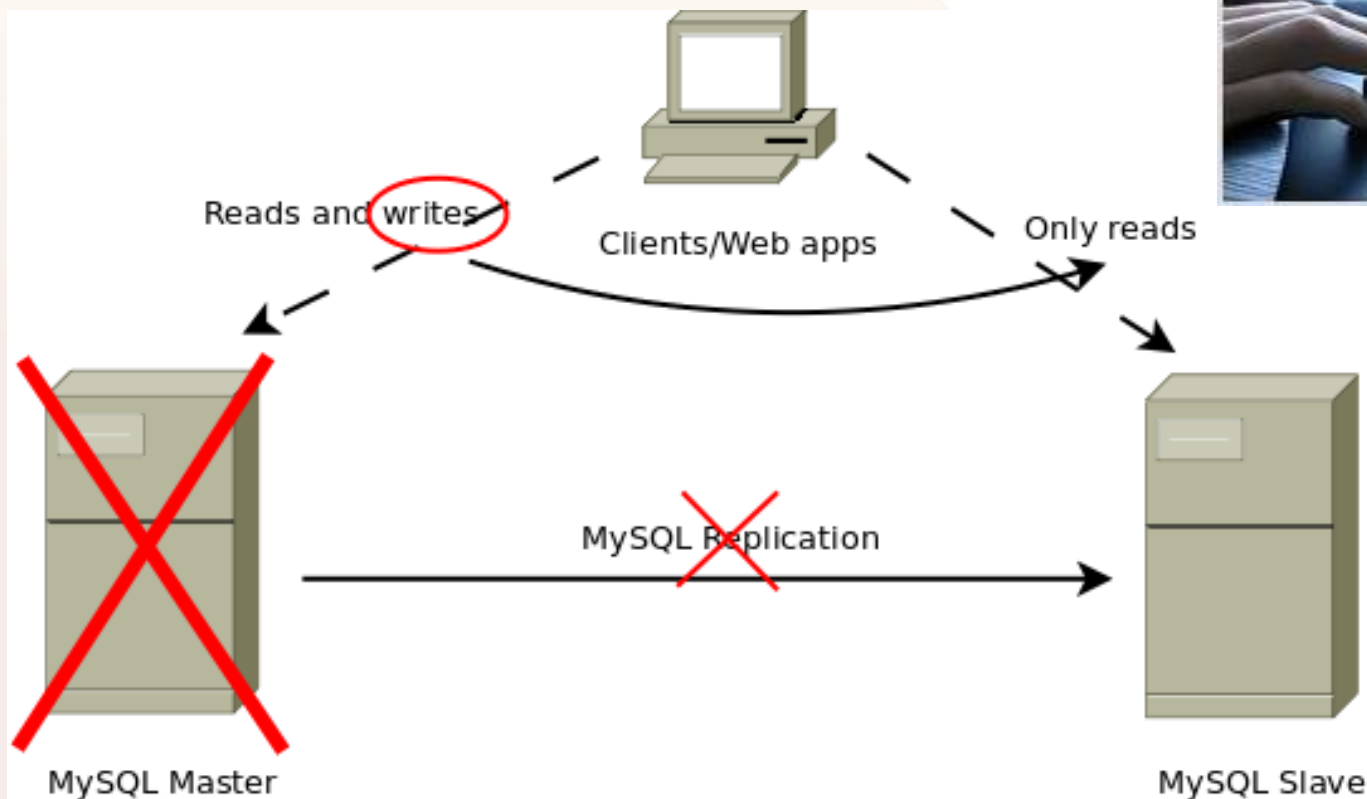 Reads and writes
Clients/Web apps
Only reads
MySQL Replication
MySQL Master
MySQL Slave